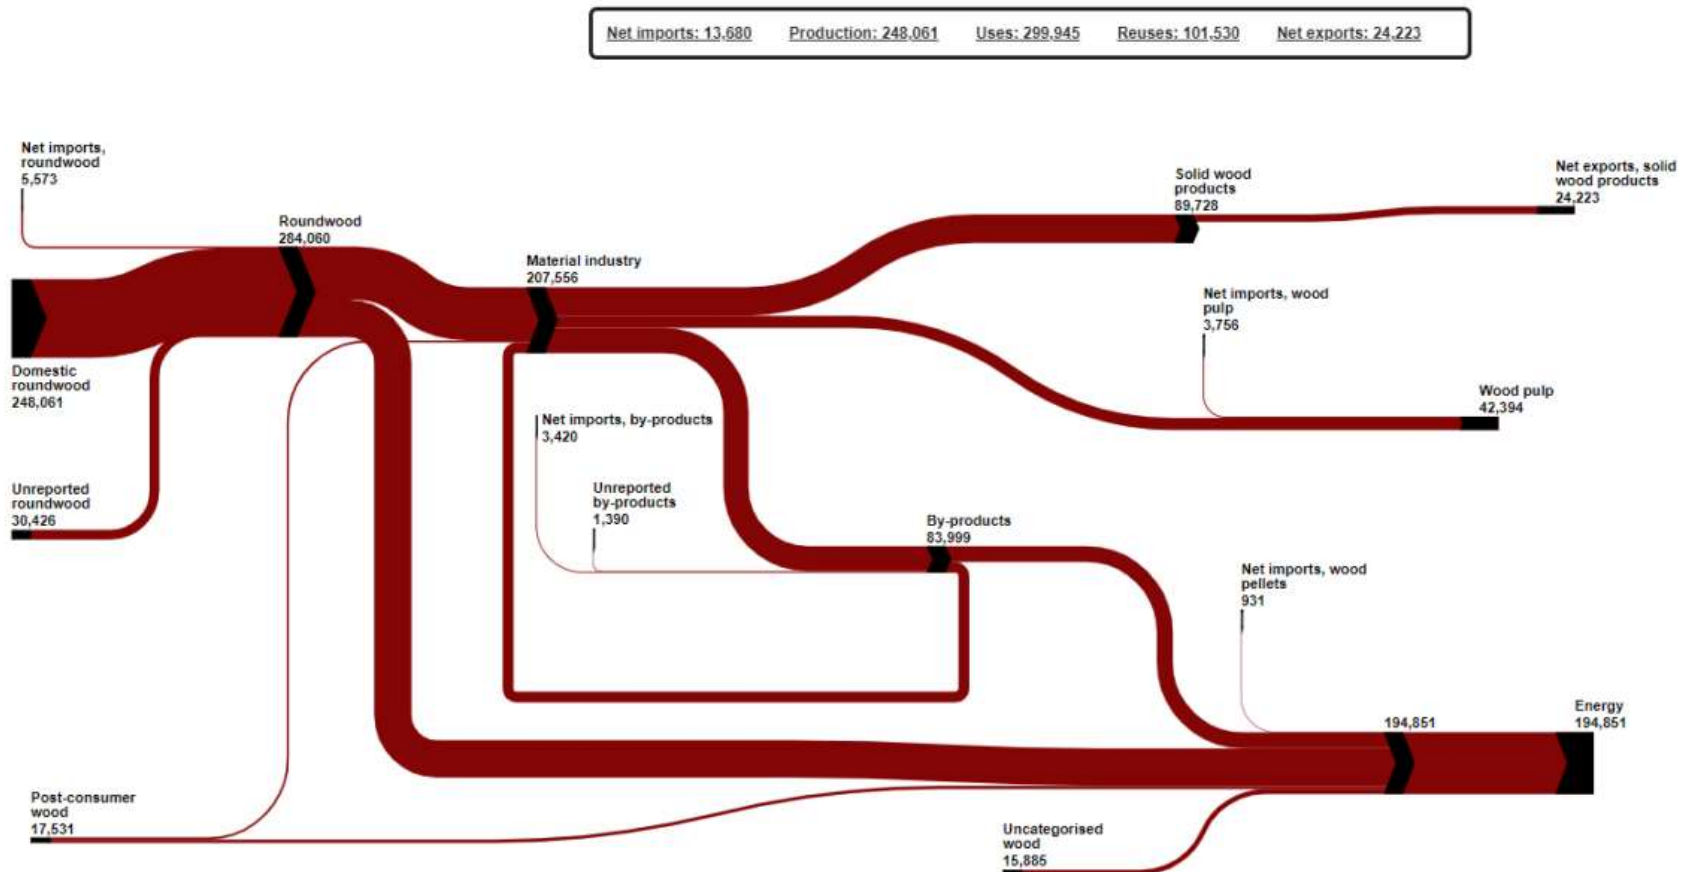 Net imports: 13,680 Production: 248,061 Uses: 299,945 Reuses: 101,530 Net exports: 24,223
Net imports,
roundwood
5,573
Roundwood
284,060
Material industry
207,556
Solid wood
products
89,728
Net exports, solid
wood products
24,223
Net imports, wood
pulp
3,756
Domestic
roundwood
248,061
Wood pulp
42,394
Net imports, by-products
3,420
Unreported
roundwood
30,426
Unreported
by-products
1,390
By-products
83,999
Net imports, wood
pellets
931
194,851
Energy
194,851
Post-consumer
wood
17,531
Uncategorised
wood
15,885